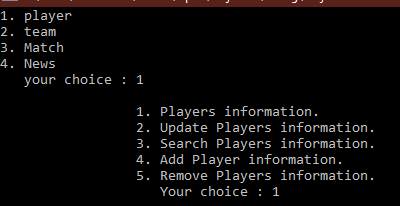 1. player
2. team
3. Match
4. News
your choice : 1
1. Players information.
2. Update Players information.
3. Search Players information.
4. Add Player information.
5. Remove Players information.
Your choice : 1